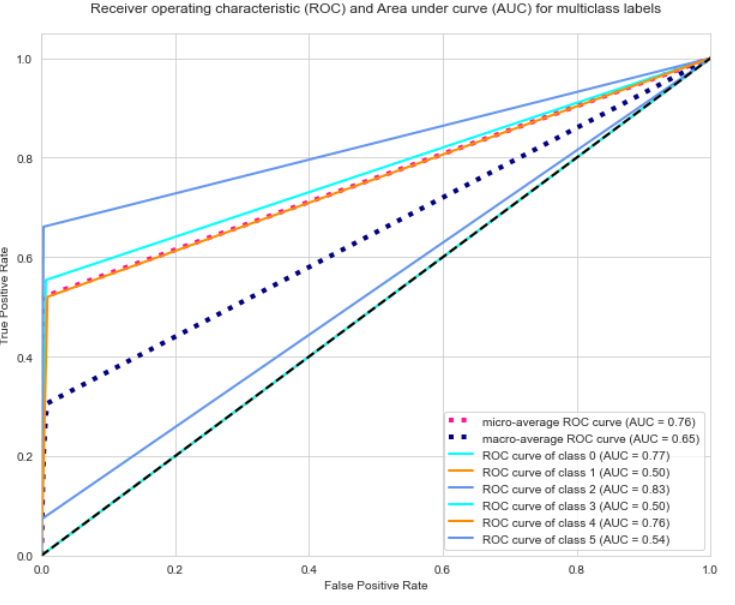 Receiver operating characteristic (ROC) and Area under curve (AUC) for multiclass labels
1.0
0.8
0.6
0.4
0.2
0.0
True Positive Rate
0.0 0.2 0.4 0.6 0.8 1.0
False Positive Rate
micro-average ROC curve (AUC = 0.76)
macro-average ROC curve (AUC = 0.65)
ROC curve of class 0 (AUC = 0.77)
ROC curve of class 1 (AUC = 0.50)
ROC curve of class 2 (AUC = 0.83)
ROC curve of class 3 (AUC = 0.50)
ROC curve of class 4 (AUC = 0.76)
ROC curve of class 5 (AUC = 0.54)